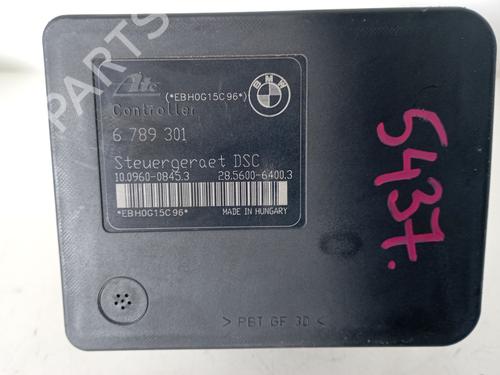 Ate
(*EBH0G15C96*)
BMW
Controller
6 789 301
Steuergeraet DSC
10.0960-0845.3 28.5600-6400.3
*EBH0G15C96* MADE IN HUNGARY
5437.
> PBT GF 30 <
PARTS